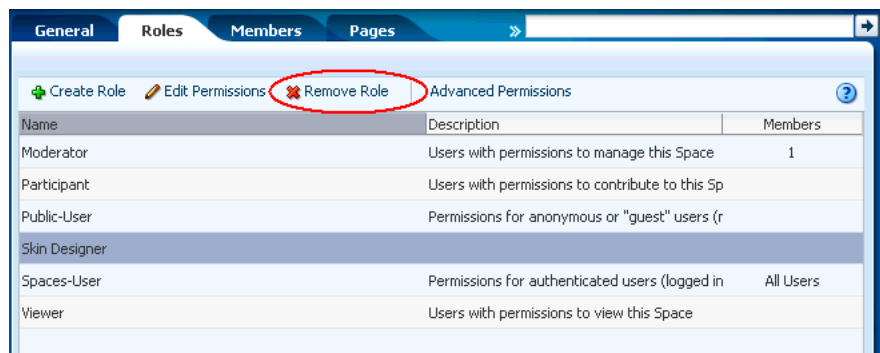 General Roles Members Pages »
Create Role Edit Permissions Remove Role Advanced Permissions ?
Name Description Members
Moderator Users with permissions to manage this Space 1
Participant Users with permissions to contribute to this Sp
Public-User Permissions for anonymous or "guest" users (r
Skin Designer
Spaces-User Permissions for authenticated users (logged in All Users
Viewer Users with permissions to view this Space